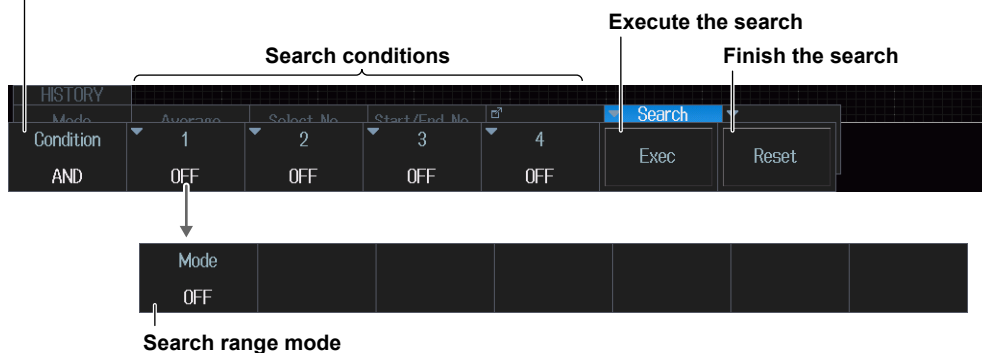 Execute the search
Search conditions
Finish the search
HISTORY
Mode Average Select No. Start/End No. Search
Condition 1 2 3 4 Exec Reset
AND OFF OFF OFF OFF
Mode
OFF
Search range mode